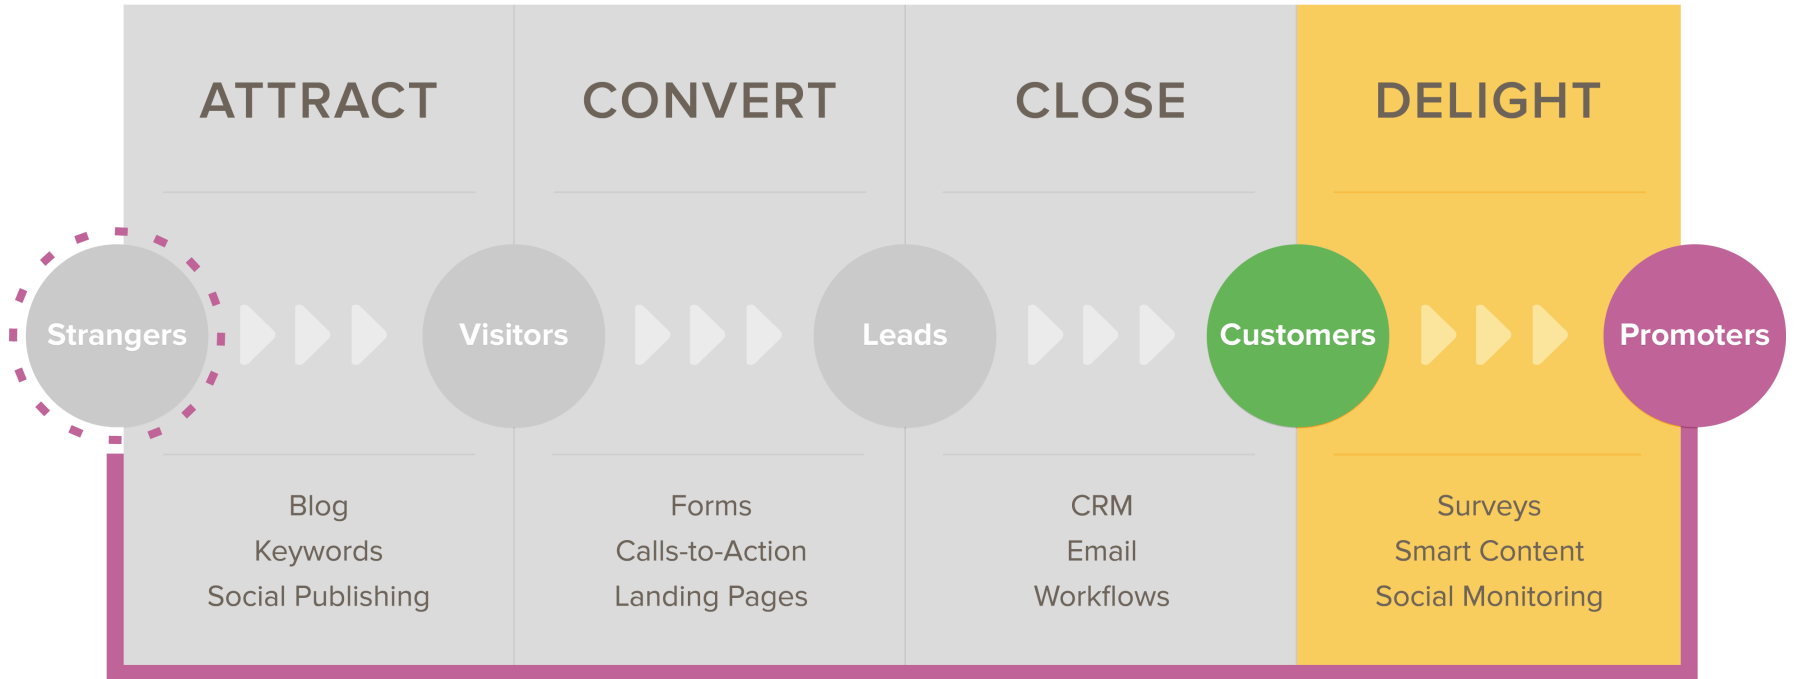 ATTRACT
CONVERT
CLOSE
DELIGHT
Strangers
Visitors
Leads
Customers
Promoters
Blog
Keywords
Social Publishing
Forms
Calls-to-Action
Landing Pages
CRM
Email
Workflows
Surveys
Smart Content
Social Monitoring